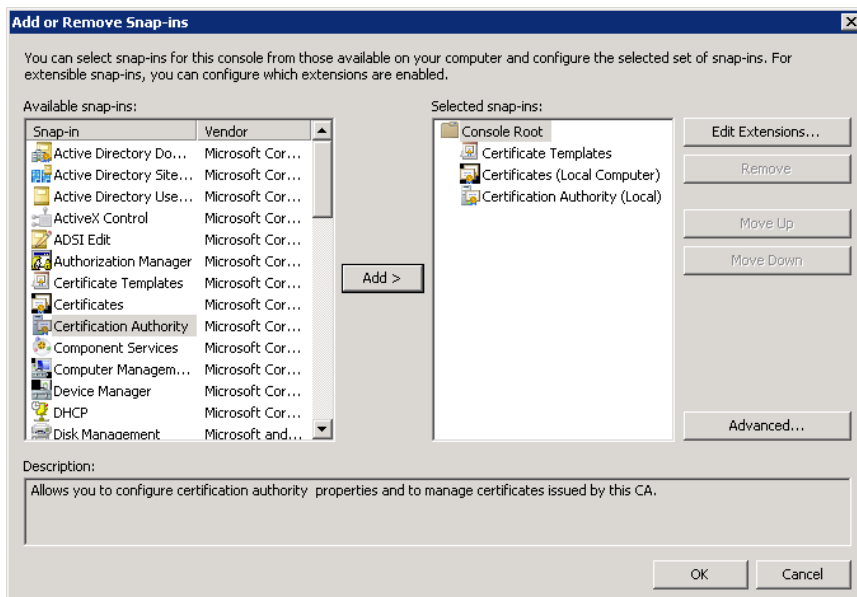 Add or Remove Snap-ins
You can select snap-ins for this console from those available on your computer and configure the selected set of snap-ins. For
extensible snap-ins, you can configure which extensions are enabled.
Available snap-ins:
Selected snap-ins:
Snap-in Vendor
Active Directory Do... Microsoft Cor...
Active Directory Site... Microsoft Cor...
Active Directory Use... Microsoft Cor...
ActiveX Control Microsoft Cor...
ADSI Edit Microsoft Cor...
Authorization Manager Microsoft Cor...
Certificate Templates Microsoft Cor...
Certificates Microsoft Cor...
Certification Authority Microsoft Cor...
Component Services Microsoft Cor...
Computer Managem... Microsoft Cor...
Device Manager Microsoft Cor...
DHCP Microsoft Cor...
Disk Management Microsoft and...
Add >
Console Root
Certificate Templates
Certificates (Local Computer)
Certification Authority (Local)
Edit Extensions...
Remove
Move Up
Move Down
Advanced...
Description:
Allows you to configure certification authority properties and to manage certificates issued by this CA.
OK
Cancel